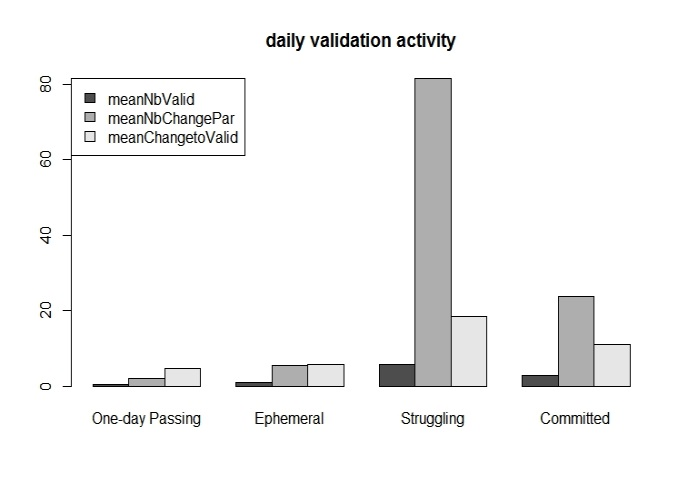 daily validation activity
80
60
40
20
0
meanNbValid
meanNbChangePar
meanChangetoValid
One-day Passing Ephemeral Struggling Committed